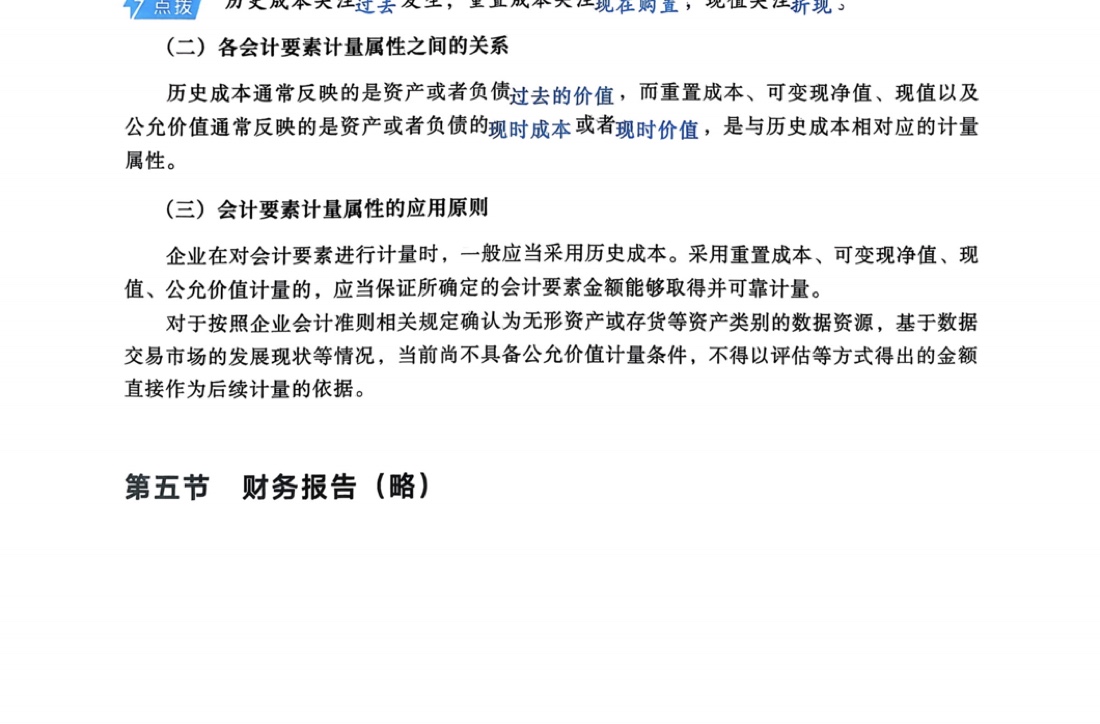 点拨 历史成本关注过去发生，重置成本关注现在购置，现值关注折现。
（二）各会计要素计量属性之间的关系
历史成本通常反映的是资产或者负债过去的价值，而重置成本、可变现净值、现值以及
公允价值通常反映的是资产或者负债的现时成本或者现时价值，是与历史成本相对应的计量
属性。
（三）会计要素计量属性的应用原则
企业在对会计要素进行计量时，一般应当采用历史成本。采用重置成本、可变现净值、现
值、公允价值计量的，应当保证所确定的会计要素金额能够取得并可靠计量。
对于按照企业会计准则相关规定确认为无形资产或存货等资产类别的数据资源，基于数据
交易市场的发展现状等情况，当前尚不具备公允价值计量条件，不得以评估等方式得出的金额
直接作为后续计量的依据。
第五节 财务报告（略）